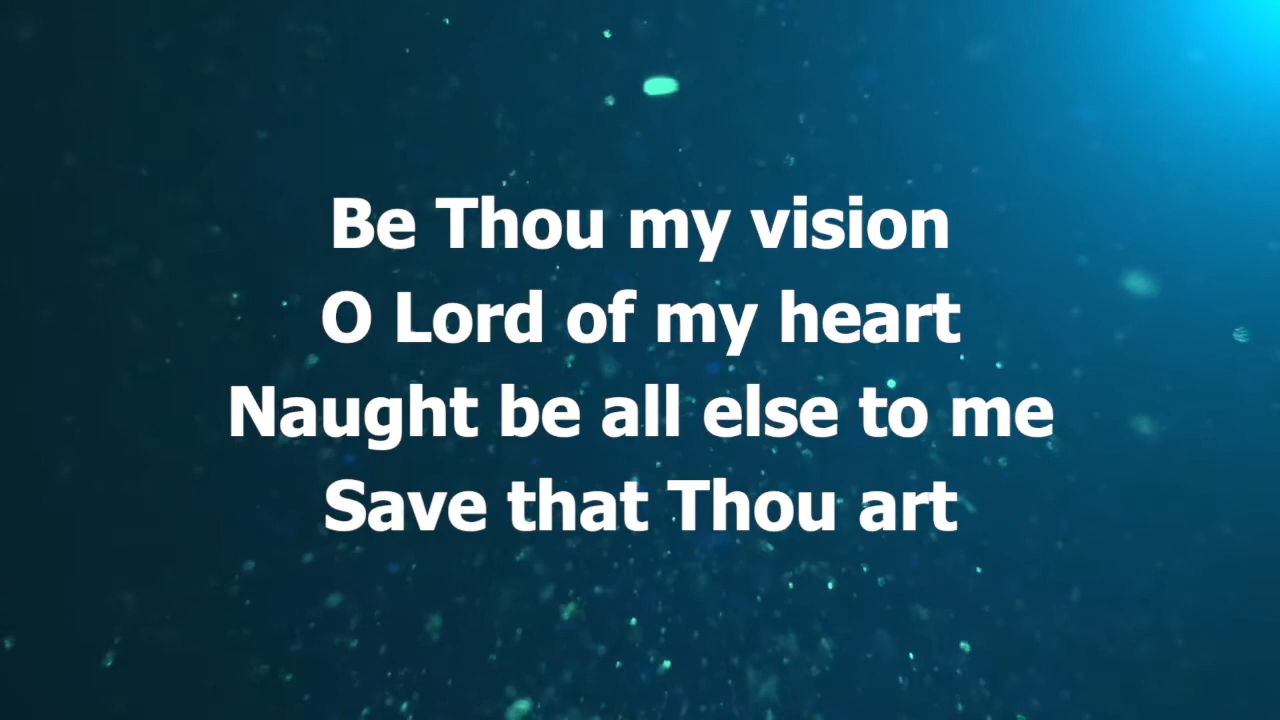 Be Thou my vision
O Lord of my heart
Naught be all else to me
Save that Thou art